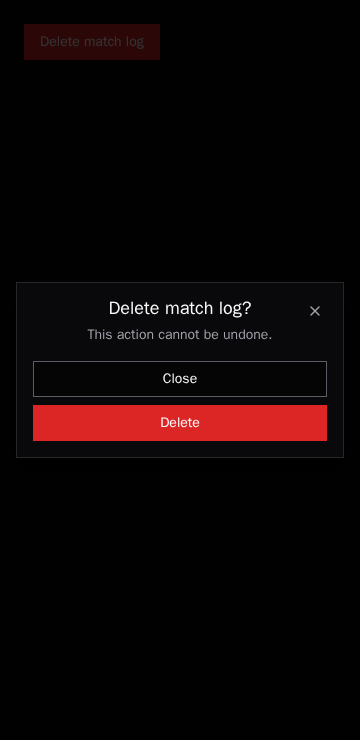 Delete match log
Delete match log?
This action cannot be undone.
Close
Delete